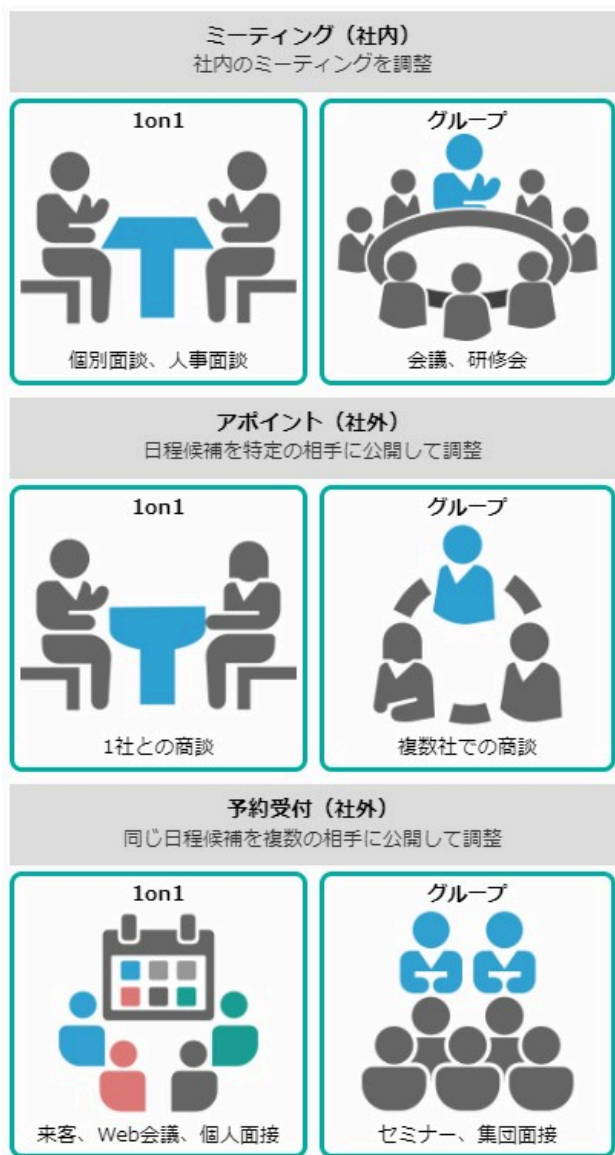 ミーティング（社内）
社内のミーティングを調整
1on1
個別面談、人事面談
グループ
会議、研修会
アポイント（社外）
日程候補を特定の相手に公開して調整
1on1
1社との商談
グループ
複数社での商談
予約受付（社外）
同じ日程候補を複数の相手に公開して調整
1on1
来客、Web会議、個人面接
グループ
セミナー、集団面接